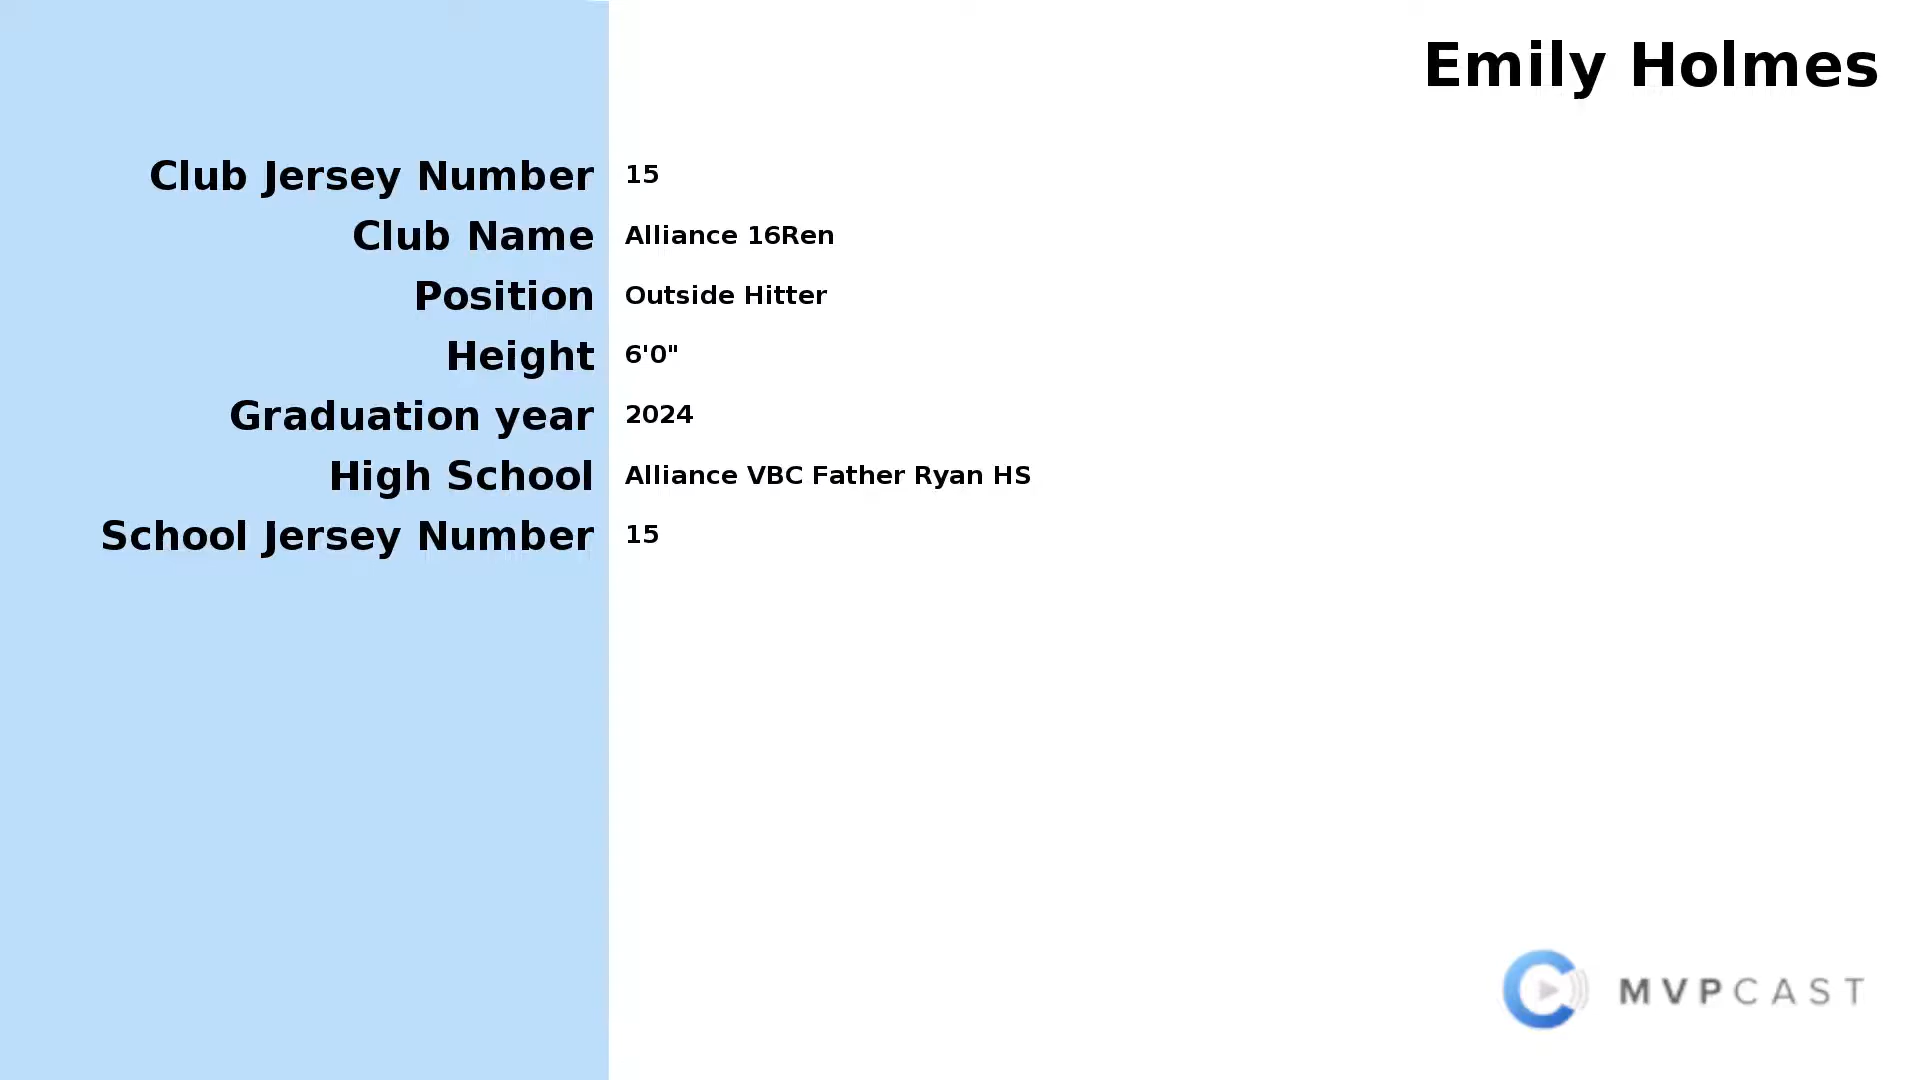 Emily Holmes
Club Jersey Number 15
Club Name Alliance 16Ren
Position Outside Hitter
Height 6'0"
Graduation year 2024
High School Alliance VBC Father Ryan HS
School Jersey Number 15
MVPCAST